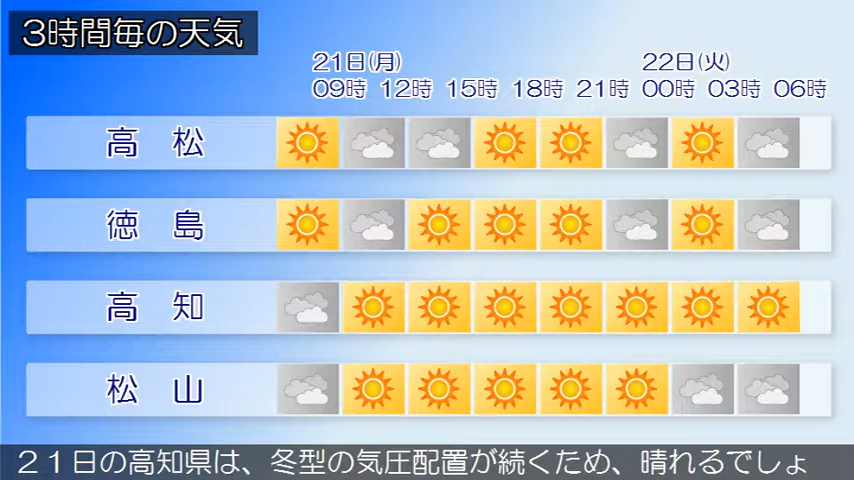 3時間毎の天気
21日(月) 22日(火)
09時 12時 15時 18時 21時 00時 03時 06時
高 松
徳 島
高 知
松 山
２１日の高知県は、冬型の気圧配置が続くため、晴れるでしょ